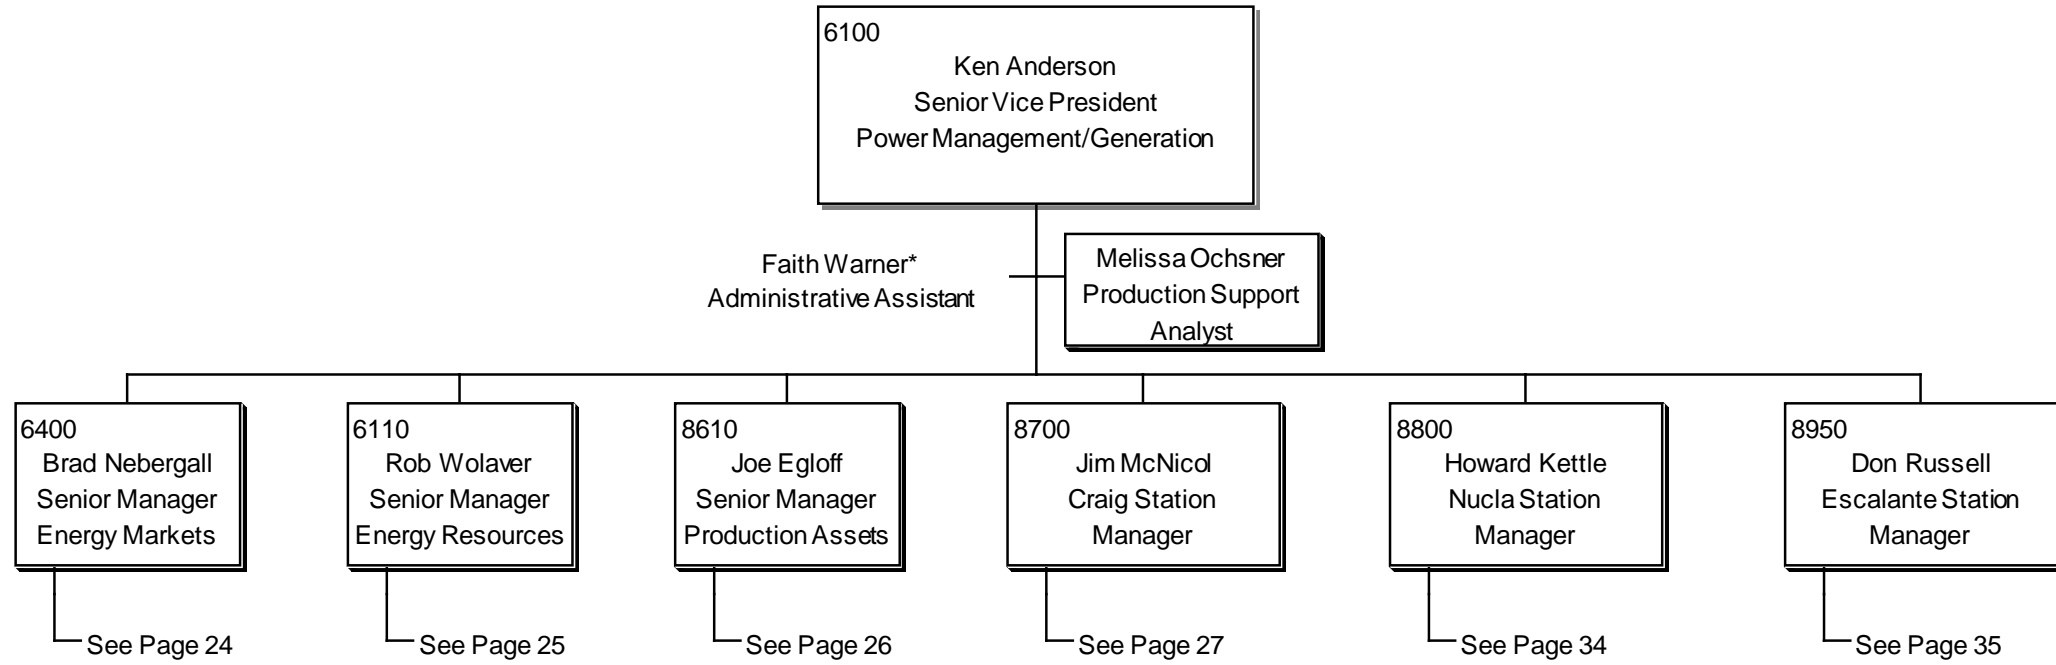 6100
Ken Anderson
Senior Vice President
Power Management/Generation
Faith Warner*
Administrative Assistant
Melissa Ochsner
Production Support
Analyst
6400
Brad Nebergall
Senior Manager
Energy Markets
See Page 24
6110
Rob Wolaver
Senior Manager
Energy Resources
See Page 25
8610
Joe Egloff
Senior Manager
Production Assets
See Page 26
8700
Jim McNicol
Craig Station
Manager
See Page 27
8800
Howard Kettle
Nucla Station
Manager
See Page 34
8950
Don Russell
Escalante Station
Manager
See Page 35